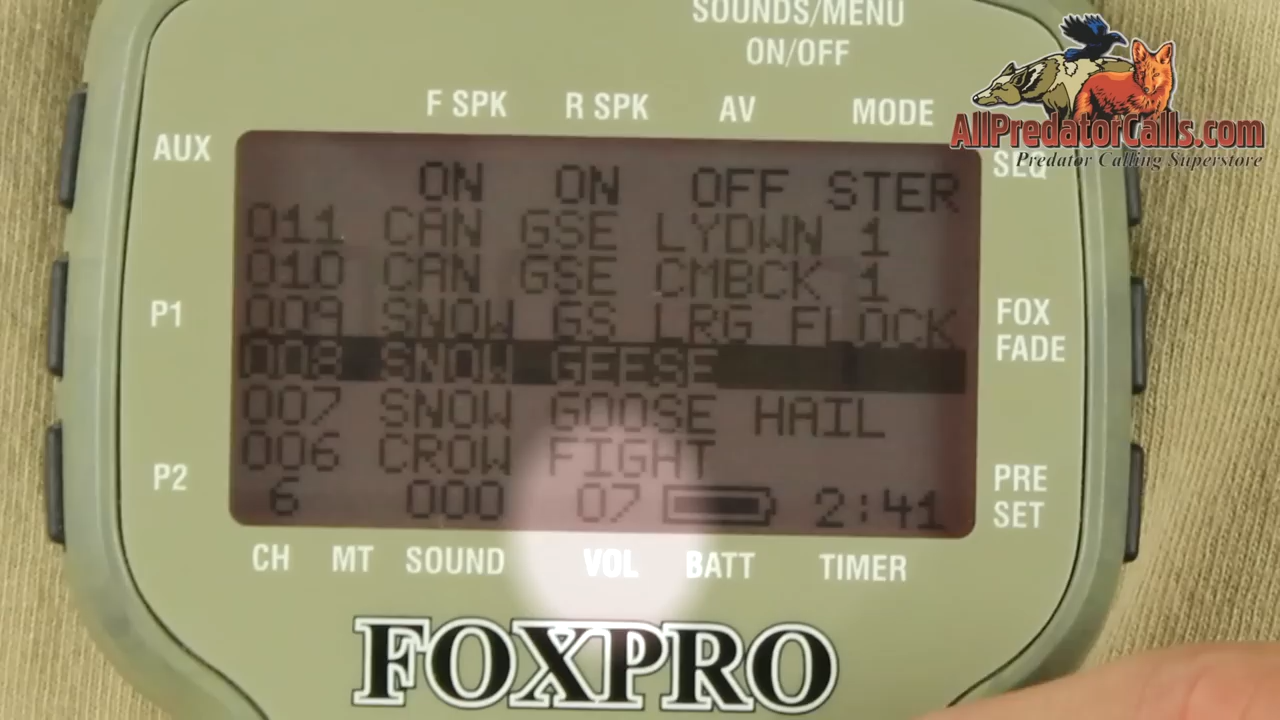 SOUNDS/MENU
ON/OFF
AllPredatorCalls.com
Predator Calling Superstore
F SPK R SPK AV MODE
AUX
SEQ
ON ON OFF STER
011 CAN GSE LYDWN 1
010 CAN GSE CMBCK 1
009 SNOW GS LRG FLOCK
008 SNOW GEESE
007 SNOW GOOSE HAIL
006 CROW FIGHT
6 000 07 2:41
P1
FOX
FADE
P2
PRE
SET
CH MT SOUND VOL BATT TIMER
FOXPRO